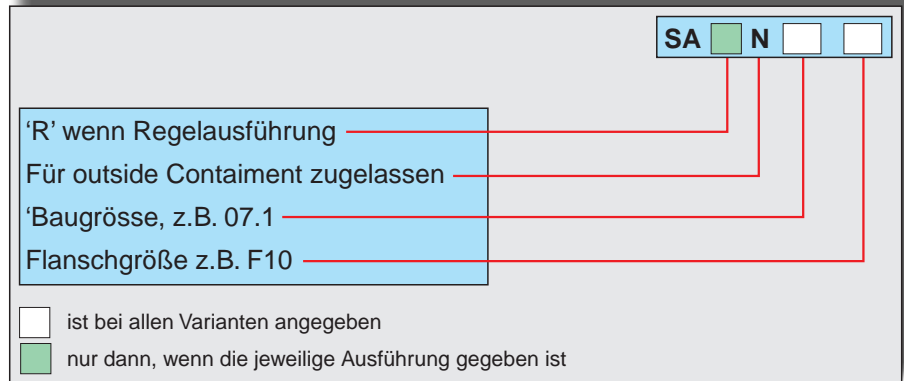 SA N
‘R’ wenn Regelausführung
Für outside Contaiment zugelassen
‘Baugrösse, z.B. 07.1
Flanschgröße z.B. F10
ist bei allen Varianten angegeben
nur dann, wenn die jeweilige Ausführung gegeben ist